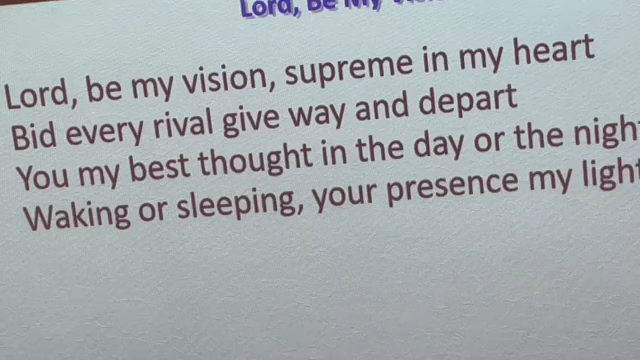 Lord, Be My
Lord, be my vision, supreme in my heart
Bid every rival give way and depart
You my best thought in the day or the nigh
Waking or sleeping, your presence my light